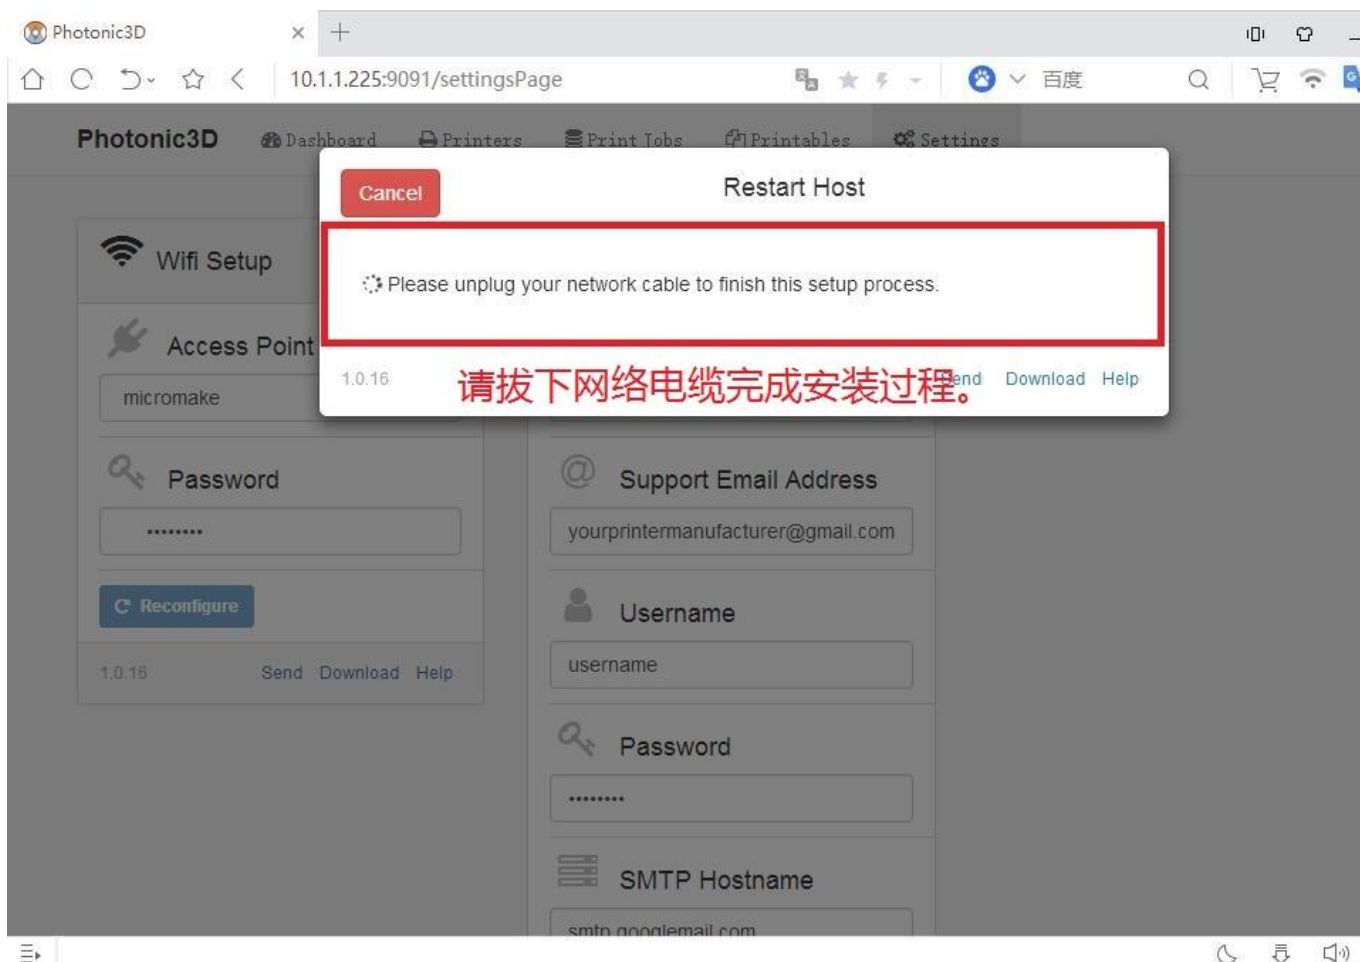 Photonic3D
10.1.1.225:9091/settingsPage
百度
Photonic3D Dashboard Printers Print Jobs Printables Settings
Cancel Restart Host
Please unplug your network cable to finish this setup process.
1.0.16 Send Download Help
请拔下网络电缆完成安装过程。
Wifi Setup
Access Point
micromake
Password
••••••••
Reconfigure
1.0.16 Send Download Help
Support Email Address
yourprintermanufacturer@gmail.com
Username
username
Password
••••••••
SMTP Hostname
smtp.googlemail.com